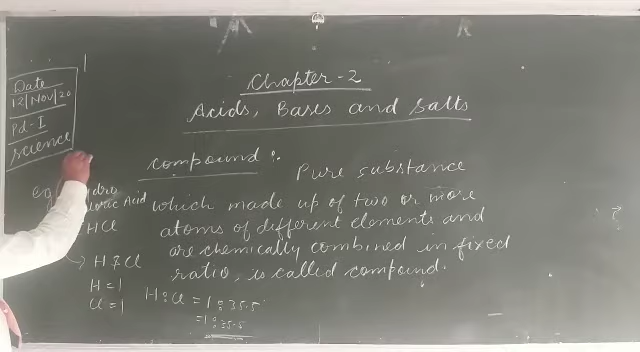 Date
12/Nov/20
Pd-I
Science
Chapter-2
Acids, Bases and Salts
Compound :. Pure substance
which made up of two or more
atoms of different elements and
are chemically combined in fixed
ratio, is called compound.
eg
Acid
HCl
H : Cl
H = 1
Cl = 1
H:Cl = 1 : 35.5
= 1 : 35.5